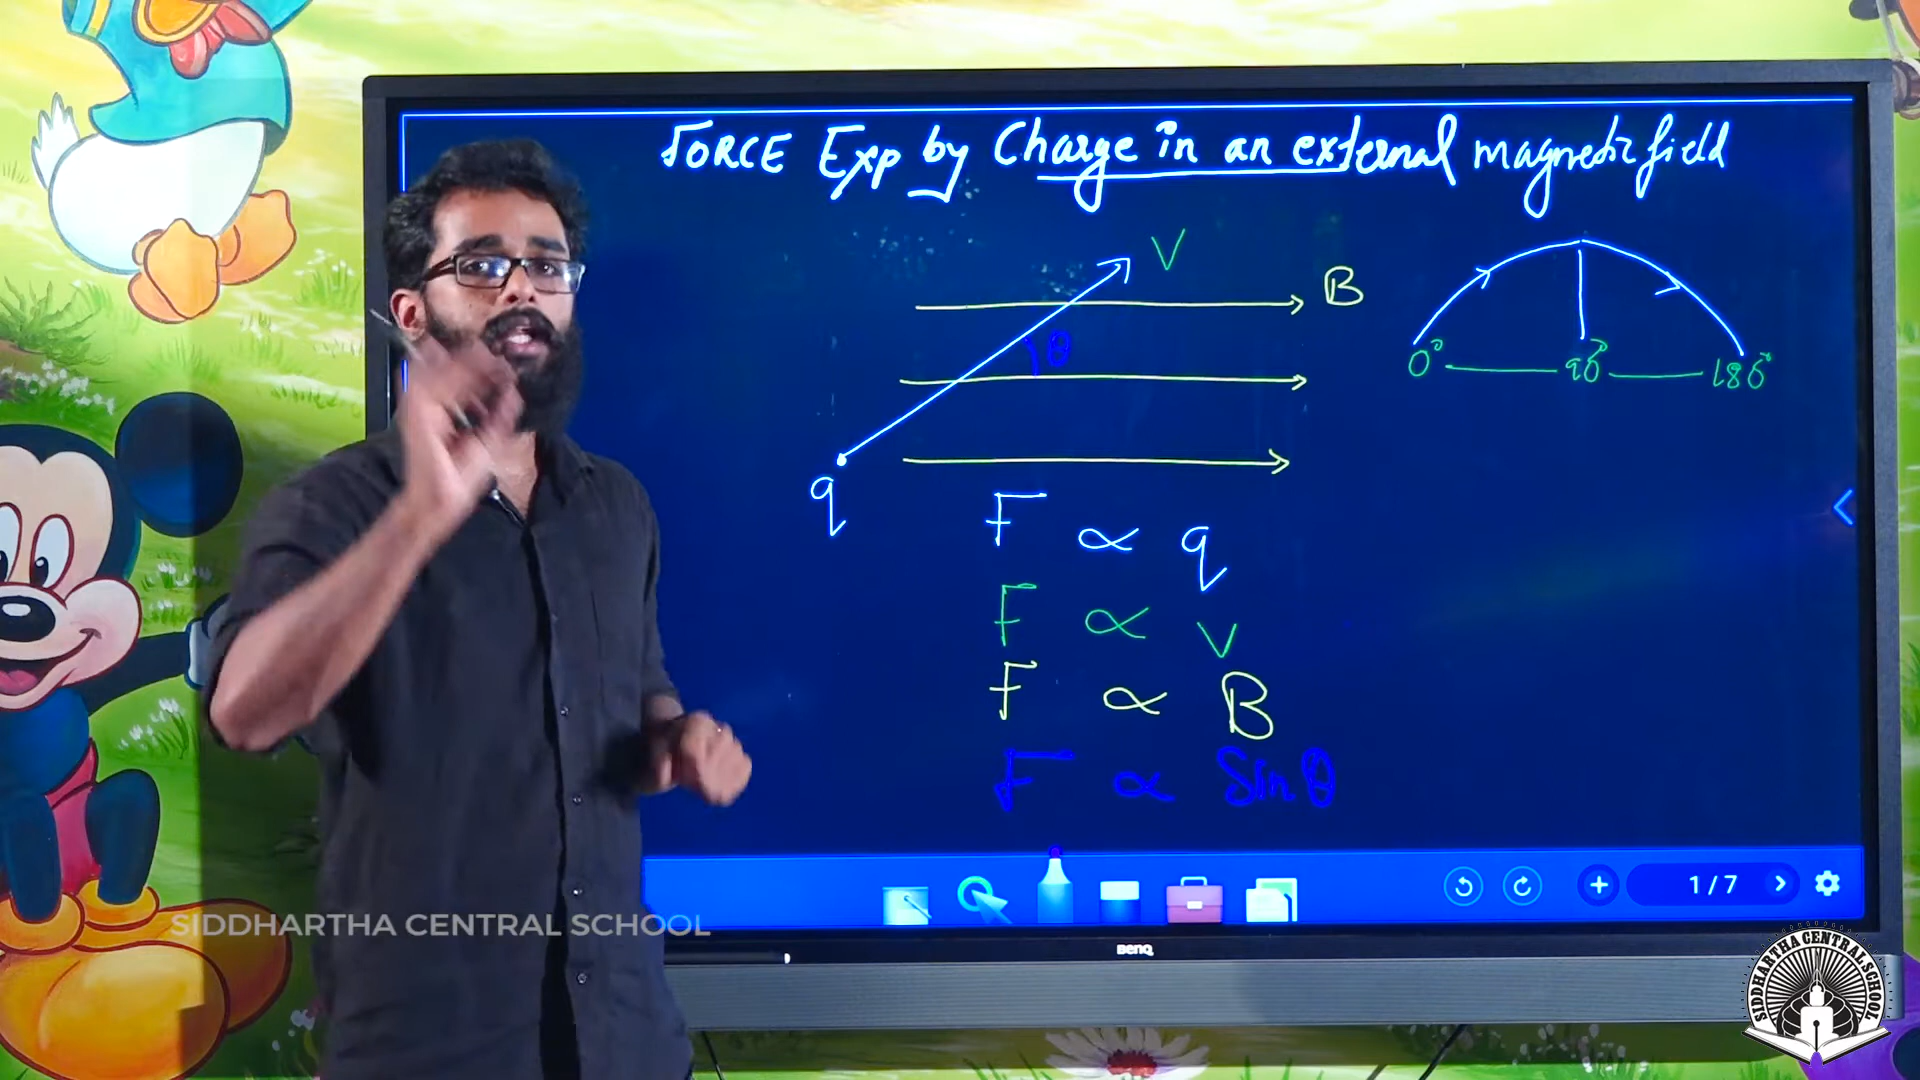 FORCE Exp by Charge in an external magnetic field
V
B
θ
0° 90° 180°
q
F ∝ q
F ∝ V
F ∝ B
F ∝ Sin θ
1/7
SIDDHARTHA CENTRAL SCHOOL
BenQ
SIDDHARTHA CENTRAL SCHOOL